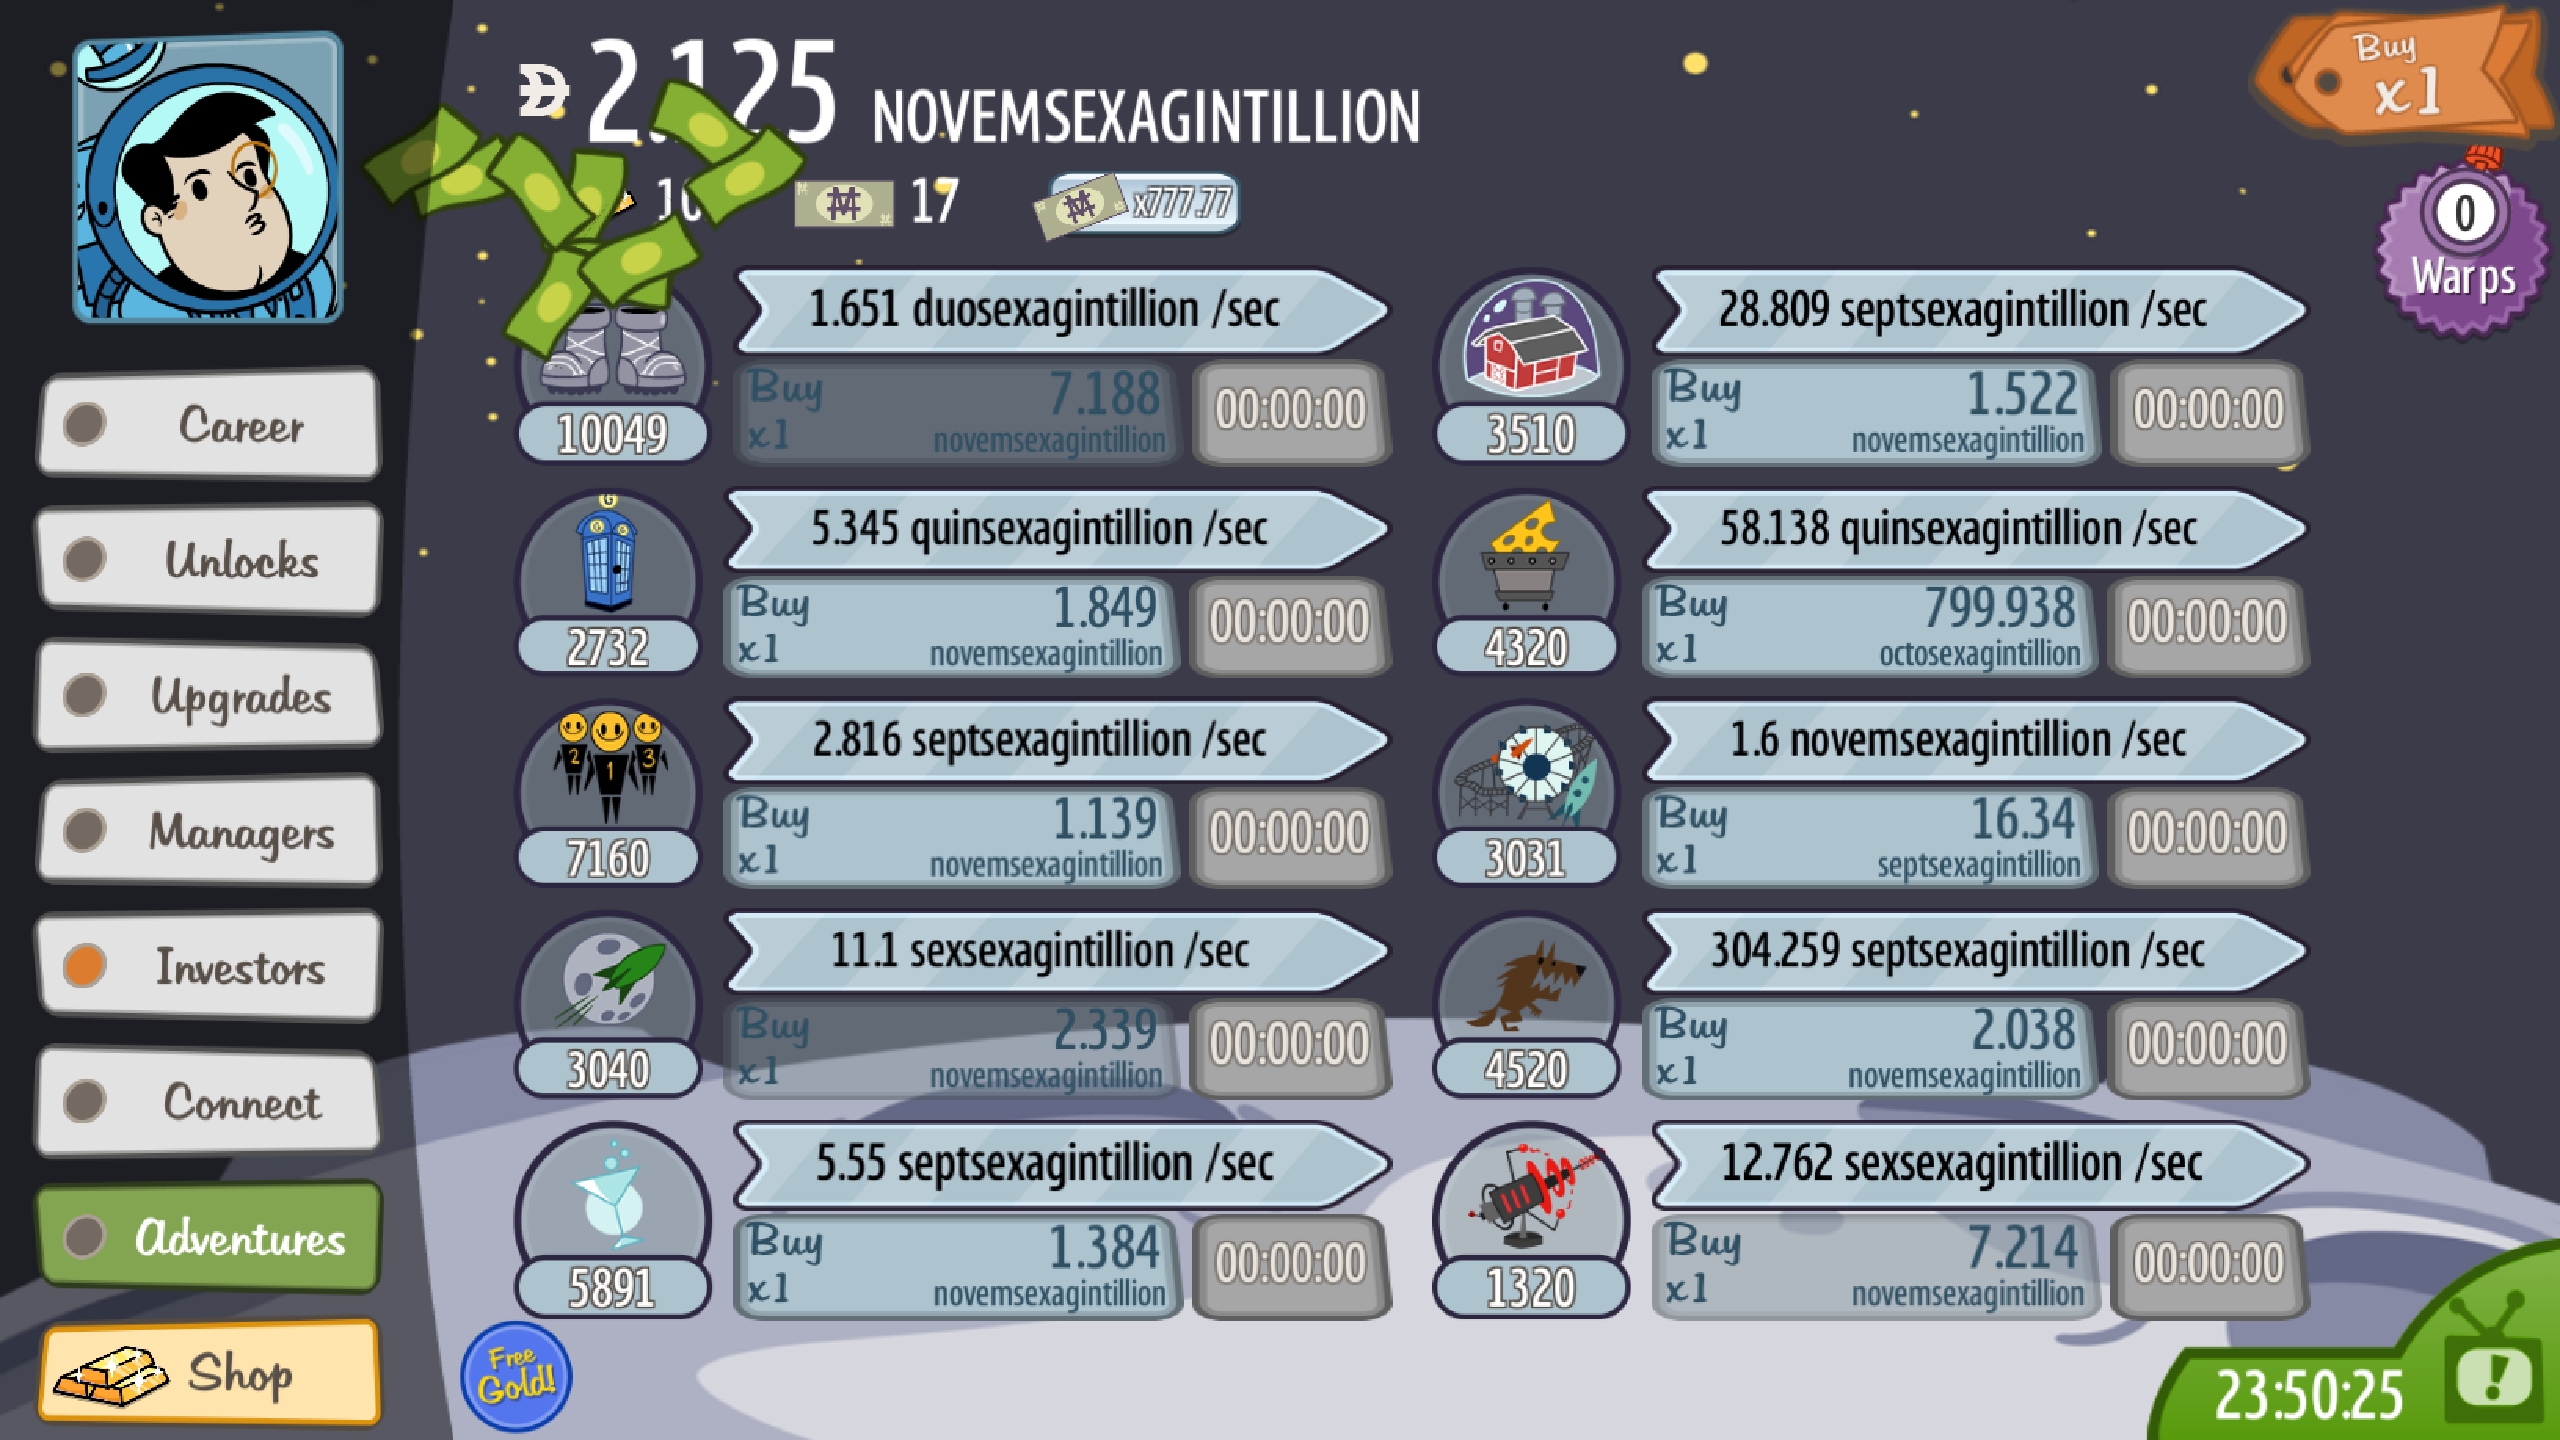 2.125 NOVEMSEXAGINTILLION
17
x777.77
Buy
x1
0
Warps
Career
Unlocks
Upgrades
Managers
Investors
Connect
Adventures
Shop
1.651 duosexagintillion /sec
Buy 7.188
x1 novemsexagintillion
00:00:00
10049
28.809 septsexagintillion /sec
Buy 1.522
x1 novemsexagintillion
00:00:00
3510
5.345 quinsexagintillion /sec
Buy 1.849
x1 novemsexagintillion
00:00:00
2732
58.138 quinsexagintillion /sec
Buy 799.938
x1 octosexagintillion
00:00:00
4320
2 1 3
2.816 septsexagintillion /sec
Buy 1.139
x1 novemsexagintillion
00:00:00
7160
1.6 novemsexagintillion /sec
Buy 16.34
x1 septsexagintillion
00:00:00
3031
11.1 sexsexagintillion /sec
Buy 2.339
x1 novemsexagintillion
00:00:00
3040
304.259 septsexagintillion /sec
Buy 2.038
x1 novemsexagintillion
00:00:00
4520
5.55 septsexagintillion /sec
Buy 1.384
x1 novemsexagintillion
00:00:00
5891
12.762 sexsexagintillion /sec
Buy 7.214
x1 novemsexagintillion
00:00:00
1320
Free
Gold!
23:50:25
!